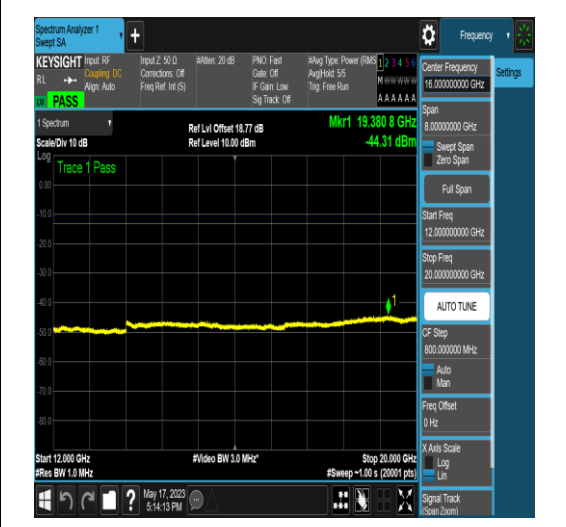 Spectrum Analyzer 1
Swept SA
Frequency
KEYSIGHT
RL
PASS
Input: RF
Coupling: DC
Align: Auto
Input Z: 50 Ω
Corrections: Off
Freq Ref: Int (S)
#Atten: 20 dB
PNO: Fast
Gate: Off
IF Gain: Low
Sig Track: Off
#Avg Type: Power (RMS
Avg|Hold: 5/5
Trig: Free Run
1 2 3 4 5 6
M W W W W W
A A A A A A
1 Spectrum
Scale/Div 10 dB
Ref Lvl Offset 18.77 dB
Ref Level 10.00 dBm
Mkr1 19.380 8 GHz
-44.31 dBm
Log
Trace 1 Pass
0.00
-10.0
-20.0
-30.0
-40.0
-50.0
-60.0
-70.0
-80.0
1
Start 12.000 GHz
#Res BW 1.0 MHz
#Video BW 3.0 MHz*
Stop 20.000 GHz
#Sweep ~1.00 s (20001 pts)
May 17, 2023
5:14:13 PM
Center Frequency
16.000000000 GHz
Settings
Span
8.00000000 GHz
Swept Span
Zero Span
Full Span
Start Freq
12.000000000 GHz
Stop Freq
20.000000000 GHz
AUTO TUNE
CF Step
800.000000 MHz
Auto
Man
Freq Offset
0 Hz
X Axis Scale
Log
Lin
Signal Track
(Span Zoom)